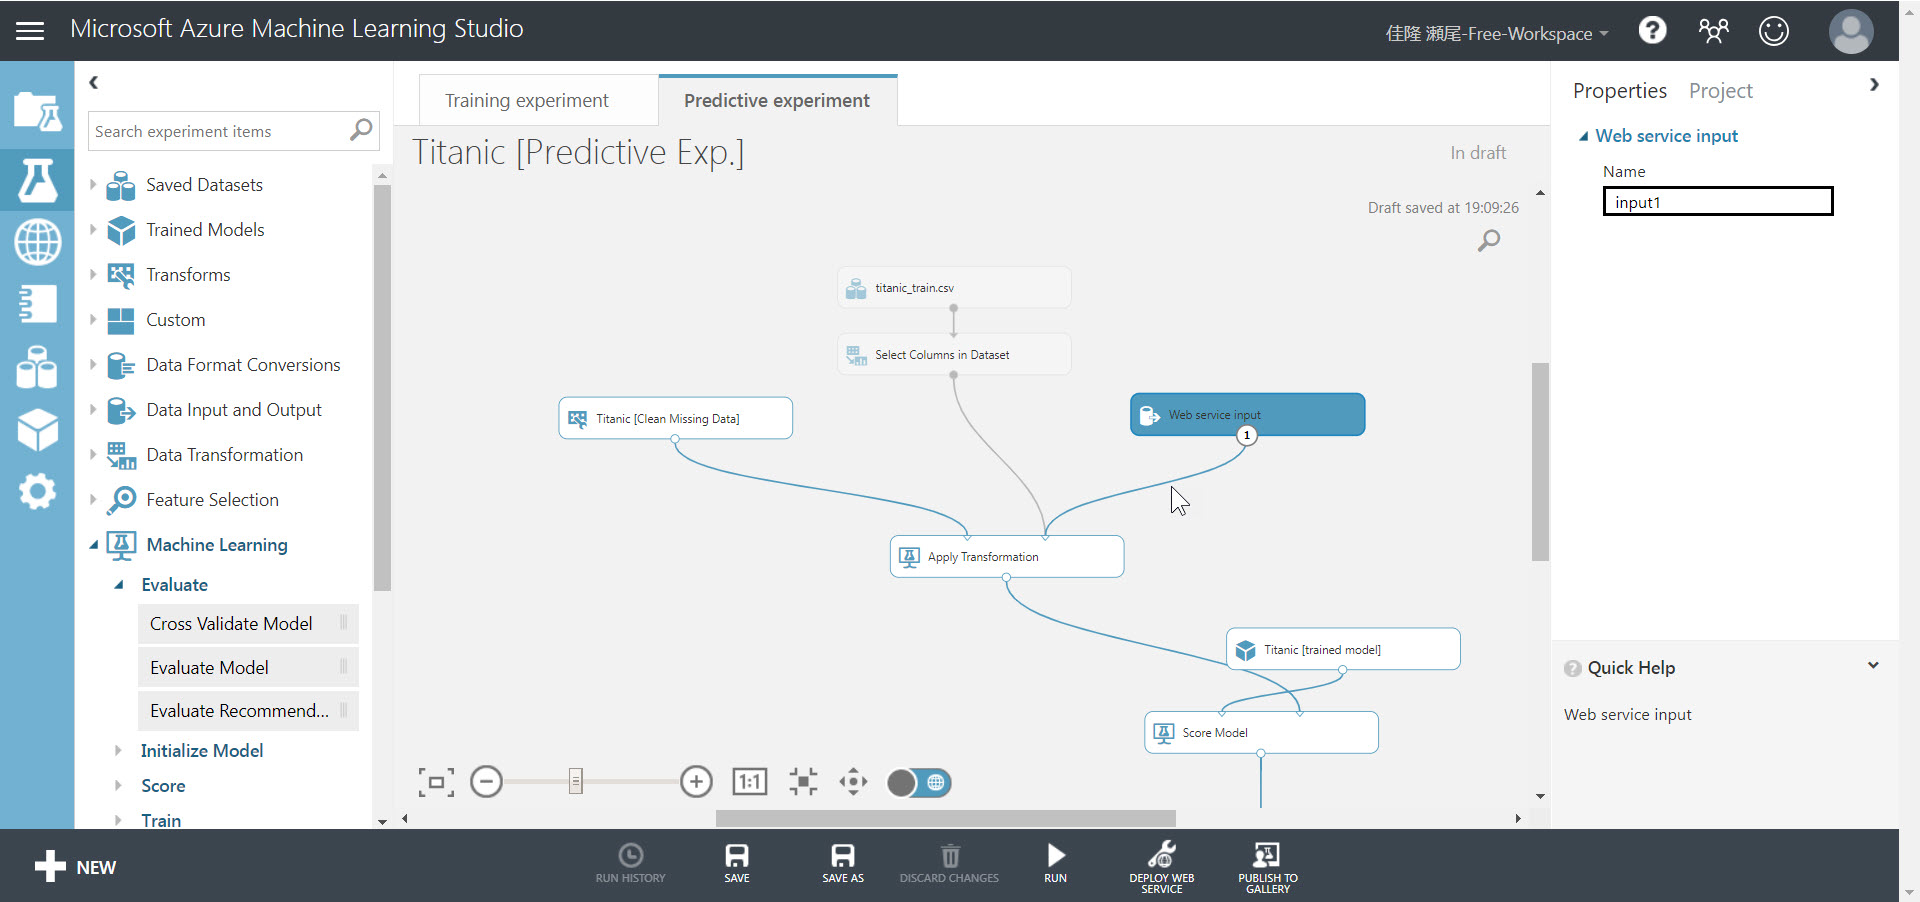 Microsoft Azure Machine Learning Studio
佳隆 瀬尾-Free-Workspace
?
Search experiment items
Saved Datasets
Trained Models
Transforms
Custom
Data Format Conversions
Data Input and Output
Data Transformation
Feature Selection
Machine Learning
Evaluate
Cross Validate Model
Evaluate Model
Evaluate Recommend...
Initialize Model
Score
Train
Training experiment
Predictive experiment
Titanic [Predictive Exp.]
In draft
Draft saved at 19:09:26
titanic_train.csv
Select Columns in Dataset
Titanic [Clean Missing Data]
Web service input
1
Apply Transformation
Titanic [trained model]
Score Model
1:1
Properties
Project
Web service input
Name
input1
? Quick Help
Web service input
NEW
RUN HISTORY
SAVE
SAVE AS
DISCARD CHANGES
RUN
DEPLOY WEB
SERVICE
PUBLISH TO
GALLERY